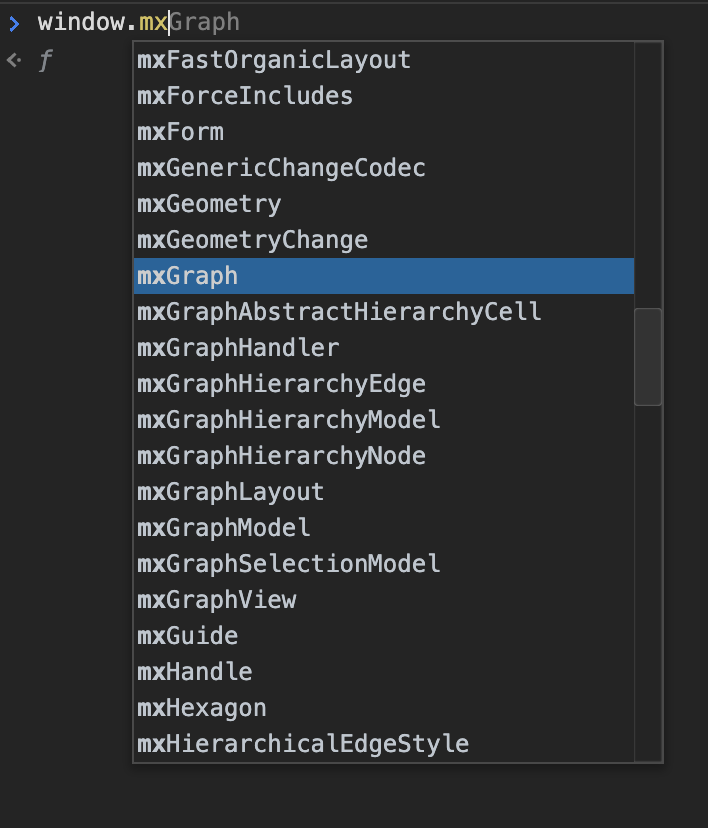 > window.mxGraph
<· f
mxFastOrganicLayout
mxForceIncludes
mxForm
mxGenericChangeCodec
mxGeometry
mxGeometryChange
mxGraph
mxGraphAbstractHierarchyCell
mxGraphHandler
mxGraphHierarchyEdge
mxGraphHierarchyModel
mxGraphHierarchyNode
mxGraphLayout
mxGraphModel
mxGraphSelectionModel
mxGraphView
mxGuide
mxHandle
mxHexagon
mxHierarchicalEdgeStyle